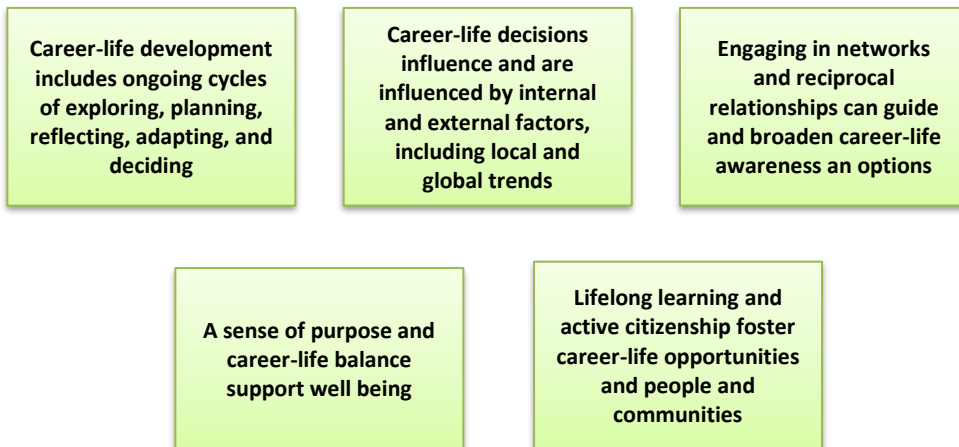 Career-life development
includes ongoing cycles
of exploring, planning,
reflecting, adapting, and
deciding
Career-life decisions
influence and are
influenced by internal
and external factors,
including local and
global trends
Engaging in networks
and reciprocal
relationships can guide
and broaden career-life
awareness an options
A sense of purpose and
career-life balance
support well being
Lifelong learning and
active citizenship foster
career-life opportunities
and people and
communities